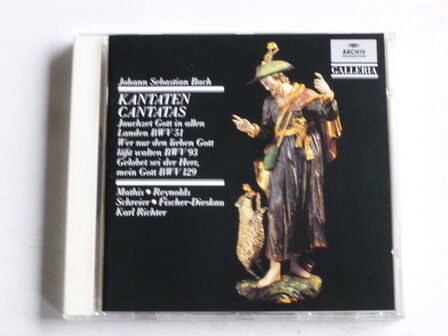 Johann Sebastian Bach
KANTATEN
CANTATAS
Jauchzet Gott in allen
Landen BWV 51
Wer nur den lieben Gott
läßt walten BWV 93
Gelobet sei der Herr,
mein Gott BWV 129
Mathis • Reynolds
Schreier • Fischer-Dieskau
Karl Richter
ARCHIV
PRODUKTION
GALLERIA